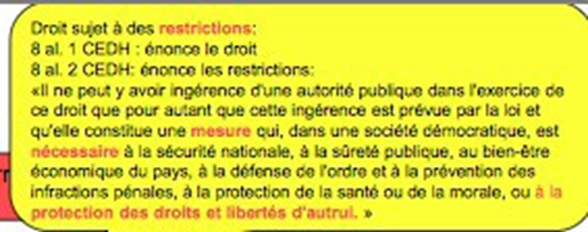 Droit sujet à des restrictions:
8 al. 1 CEDH : énonce le droit
8 al. 2 CEDH: énonce les restrictions:
«Il ne peut y avoir ingérence d'une autorité publique dans l'exercice de
ce droit que pour autant que cette ingérence est prévue par la loi et
qu'elle constitue une mesure qui, dans une société démocratique, est
nécessaire à la sécurité nationale, à la sûreté publique, au bien-être
économique du pays, à la défense de l'ordre et à la prévention des
infractions pénales, à la protection de la santé ou de la morale, ou à la
protection des droits et libertés d'autrui. »